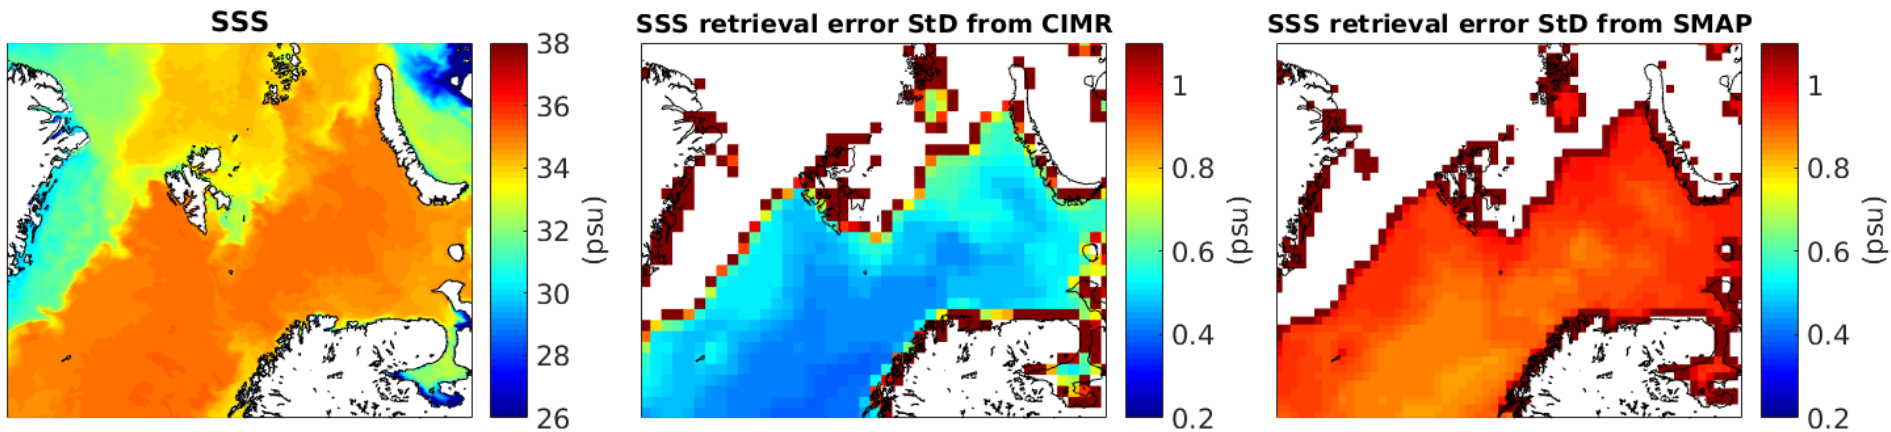 SSS
38
36
34
32
30
28
26
(psu)
SSS retrieval error StD from CIMR
1
0.8
0.6
0.4
0.2
(psu)
SSS retrieval error StD from SMAP
1
0.8
0.6
0.4
0.2
(psu)